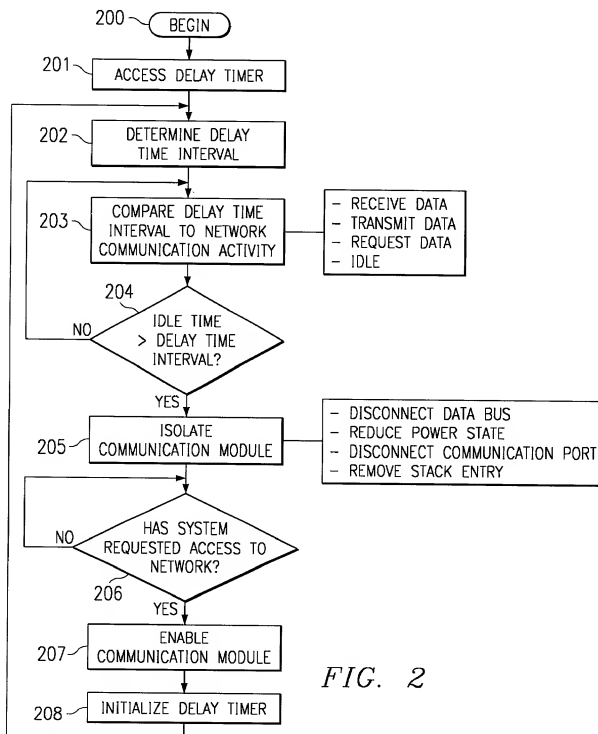 200
BEGIN
201
ACCESS DELAY TIMER
202
DETERMINE DELAY
TIME INTERVAL
203
COMPARE DELAY TIME
INTERVAL TO NETWORK
COMMUNICATION ACTIVITY
- RECEIVE DATA
- TRANSMIT DATA
- REQUEST DATA
- IDLE
204
NO
IDLE TIME
> DELAY TIME
INTERVAL?
YES
205
ISOLATE
COMMUNICATION MODULE
- DISCONNECT DATA BUS
- REDUCE POWER STATE
- DISCONNECT COMMUNICATION PORT
- REMOVE STACK ENTRY
NO
HAS SYSTEM
REQUESTED ACCESS TO
NETWORK?
206
YES
207
ENABLE
COMMUNICATION MODULE
FIG. 2
208
INITIALIZE DELAY TIMER